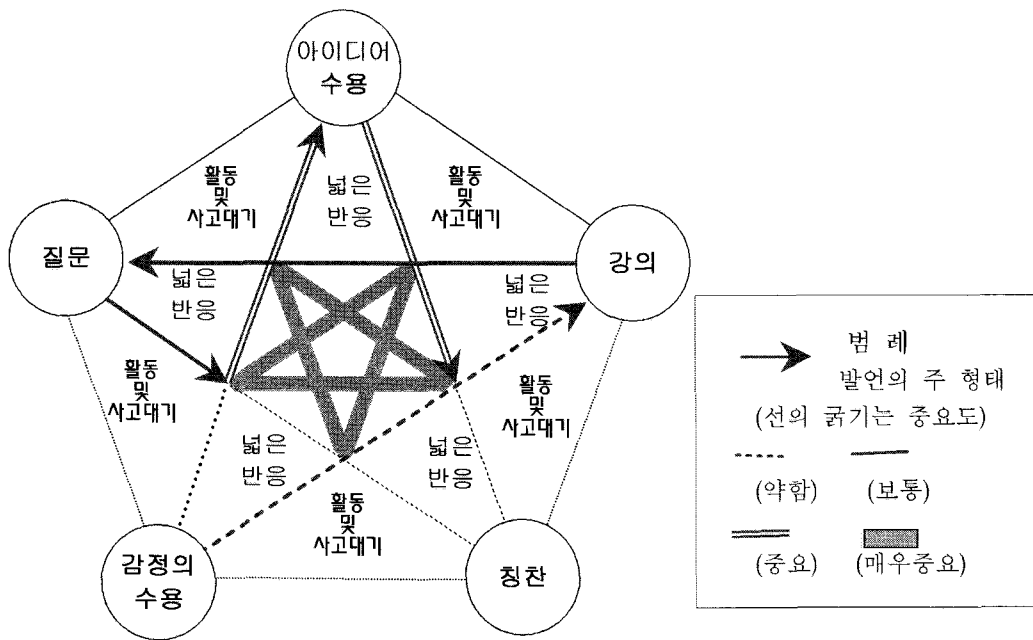 아이디어
수용
활동
및
사고대기
넓은
반응
활동
및
사고대기
질문
강의
넓은
반응
넓은
반응
활동
및
사고대기
활동
및
사고대기
넓은
반응
넓은
반응
활동
및
사고대기
감정의
수용
칭찬
범 례
발언의 주 형태
(선의 굵기는 중요도)
(약함) (보통)
(중요) (매우중요)